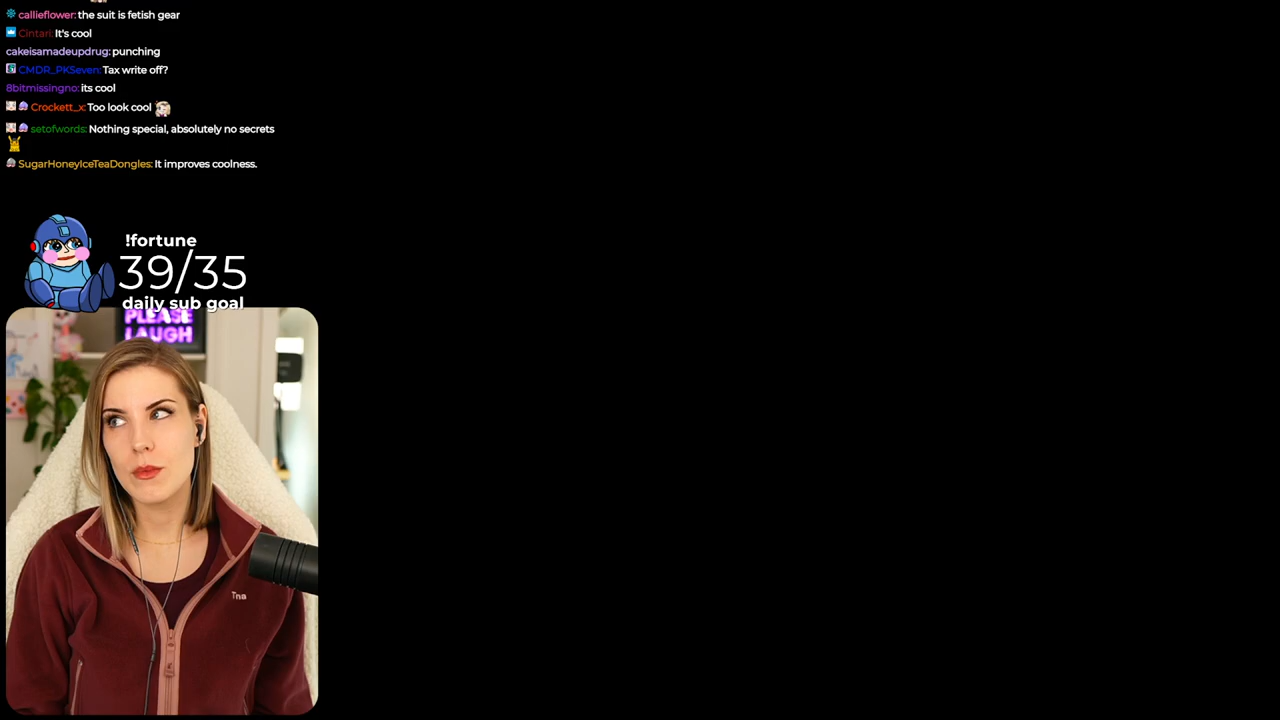 callieflower: the suit is fetish gear
Cintari: It's cool
cakeisamadeupdrug: punching
CMDR_PKSeven: Tax write off?
8bitmissingno: its cool
Crockett_x: Too look cool
setofwords: Nothing special, absolutely no secrets
SugarHoneyIceTeaDongles: It improves coolness.
!fortune
39/35
daily sub goal
PLEASE
LAUGH